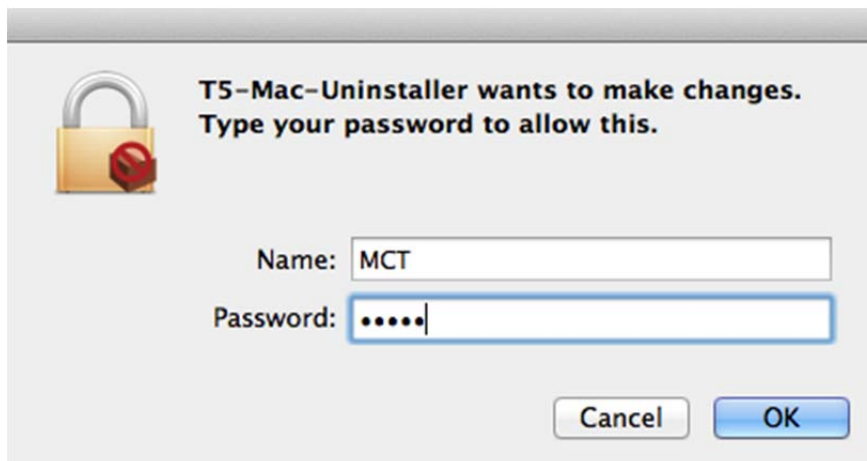 T5-Mac-Uninstaller wants to make changes.
Type your password to allow this.
Name: MCT
Password: •••••
Cancel OK